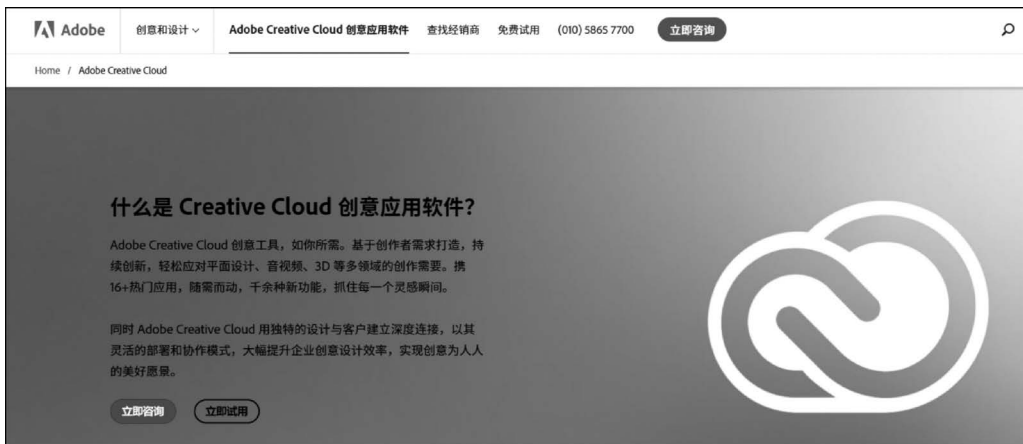 Adobe 创意和设计 Adobe Creative Cloud 创意应用软件 查找经销商 免费试用 (010) 5865 7700 立即咨询
Home / Adobe Creative Cloud
什么是 Creative Cloud 创意应用软件？
Adobe Creative Cloud 创意工具，如你所需。基于创作者需求打造，持
续创新，轻松应对平面设计、音视频、3D 等多领域的创作需要。携
16+热门应用，随需而动，千余种新功能，抓住每一个灵感瞬间。
同时 Adobe Creative Cloud 用独特的设计与客户建立深度连接，以其
灵活的部署和协作模式，大幅提升企业创意设计效率，实现创意为人人
的美好愿景。
立即咨询 立即试用